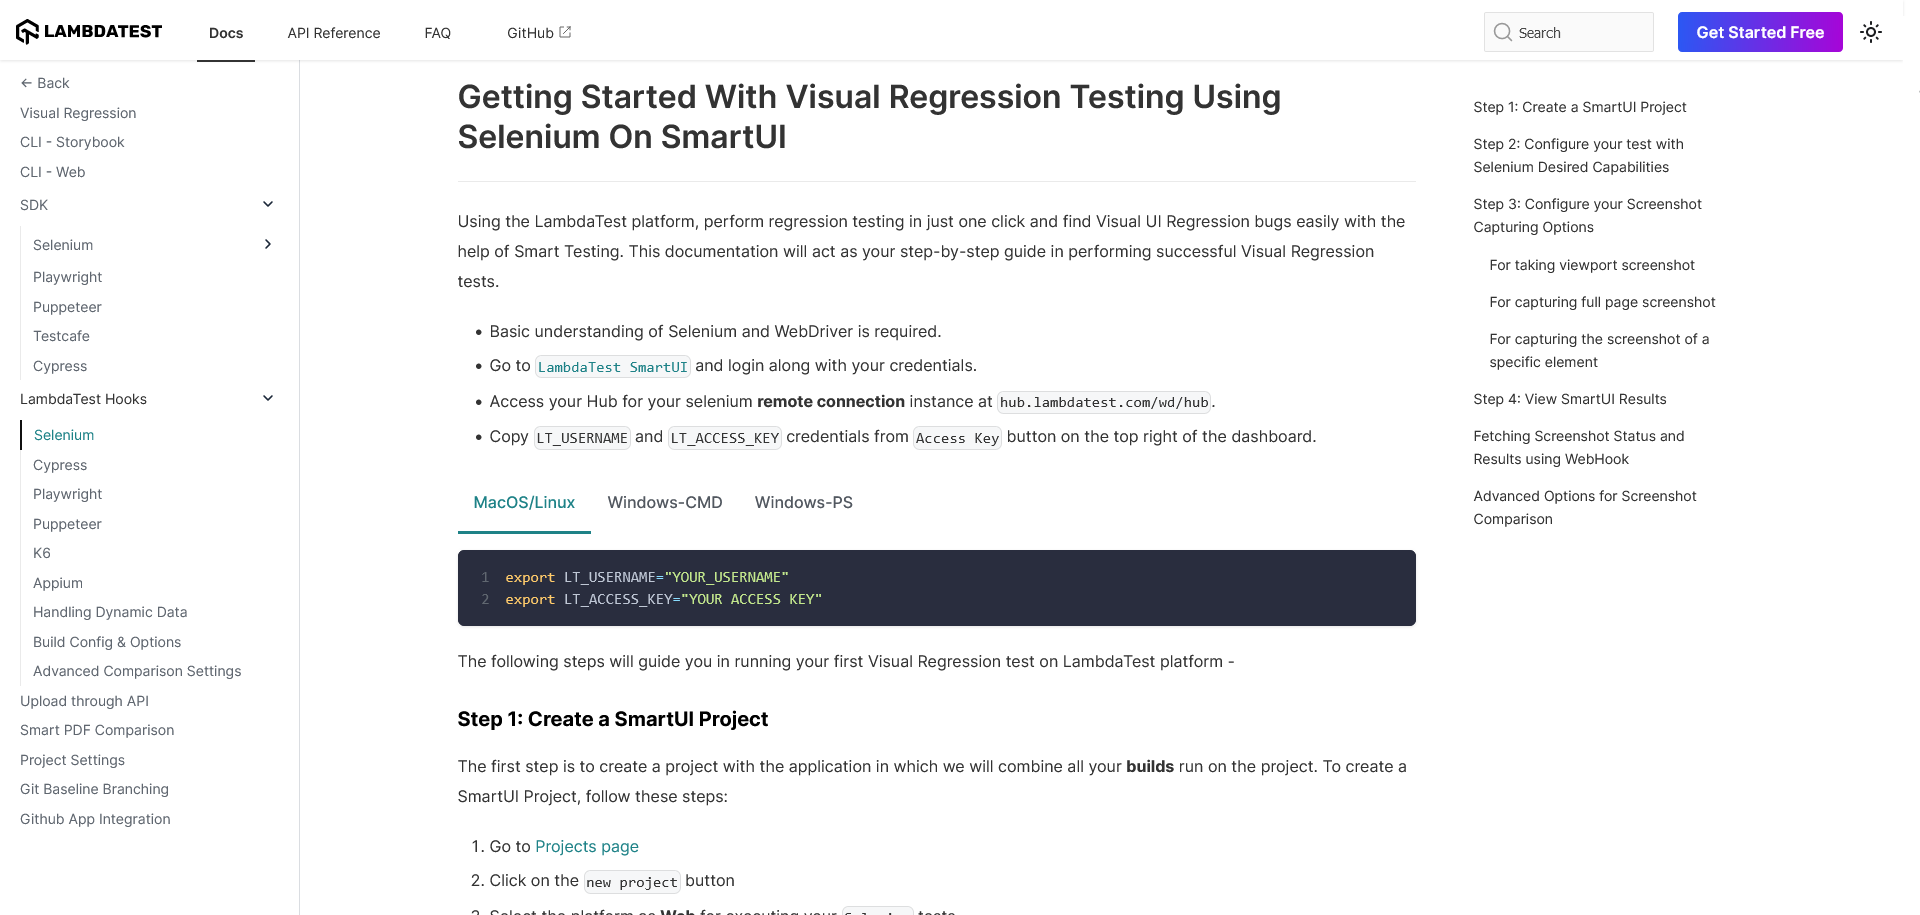 LAMBDATEST
Docs
API Reference
FAQ
GitHub
Search
Get Started Free
← Back
Visual Regression
CLI - Storybook
CLI - Web
SDK
Selenium
Playwright
Puppeteer
Testcafe
Cypress
LambdaTest Hooks
Selenium
Cypress
Playwright
Puppeteer
K6
Appium
Handling Dynamic Data
Build Config & Options
Advanced Comparison Settings
Upload through API
Smart PDF Comparison
Project Settings
Git Baseline Branching
Github App Integration
Getting Started With Visual Regression Testing Using
Selenium On SmartUI
Using the LambdaTest platform, perform regression testing in just one click and find Visual UI Regression bugs easily with the
help of Smart Testing. This documentation will act as your step-by-step guide in performing successful Visual Regression
tests.
• Basic understanding of Selenium and WebDriver is required.
• Go to LambdaTest SmartUI and login along with your credentials.
• Access your Hub for your selenium remote connection instance at hub.lambdatest.com/wd/hub.
• Copy LT_USERNAME and LT_ACCESS_KEY credentials from Access Key button on the top right of the dashboard.
MacOS/Linux
Windows-CMD
Windows-PS
1 export LT_USERNAME="YOUR_USERNAME"
2 export LT_ACCESS_KEY="YOUR ACCESS KEY"
The following steps will guide you in running your first Visual Regression test on LambdaTest platform -
Step 1: Create a SmartUI Project
The first step is to create a project with the application in which we will combine all your builds run on the project. To create a
SmartUI Project, follow these steps:
1. Go to Projects page
2. Click on the new project button
3. Select the platform as Web for executing your Selenium tests.
Step 1: Create a SmartUI Project
Step 2: Configure your test with
Selenium Desired Capabilities
Step 3: Configure your Screenshot
Capturing Options
For taking viewport screenshot
For capturing full page screenshot
For capturing the screenshot of a
specific element
Step 4: View SmartUI Results
Fetching Screenshot Status and
Results using WebHook
Advanced Options for Screenshot
Comparison